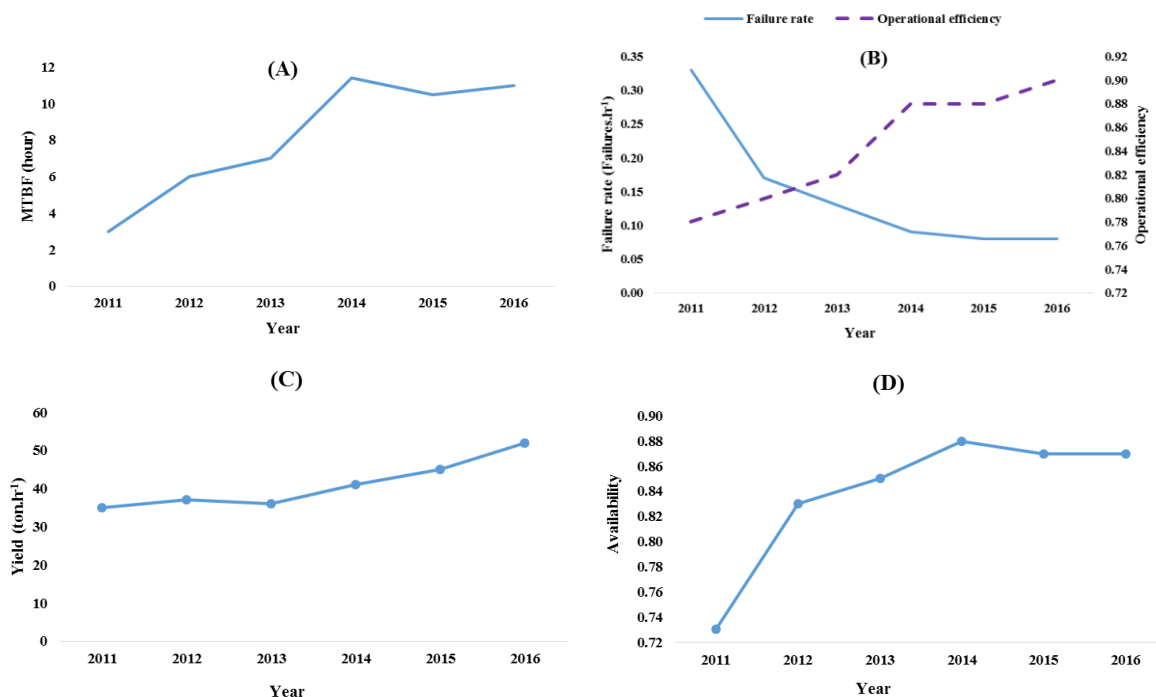 (A)
MTBF (hour)
12
10
8
6
4
2
0
2011 2012 2013 2014 2015 2016
Year
Failure rate Operational efficiency
(B)
Failure rate (Failures.h⁻¹)
0.35
0.30
0.25
0.20
0.15
0.10
0.05
0.00
0.92
0.90
0.88
0.86
0.84
0.82
0.80
0.78
0.76
0.74
0.72
Operational efficiency
2011 2012 2013 2014 2015 2016
Year
(C)
Yield (ton.hr⁻¹)
60
50
40
30
20
10
0
2011 2012 2013 2014 2015 2016
Year
(D)
Availability
0.90
0.88
0.86
0.84
0.82
0.80
0.78
0.76
0.74
0.72
2011 2012 2013 2014 2015 2016
Year